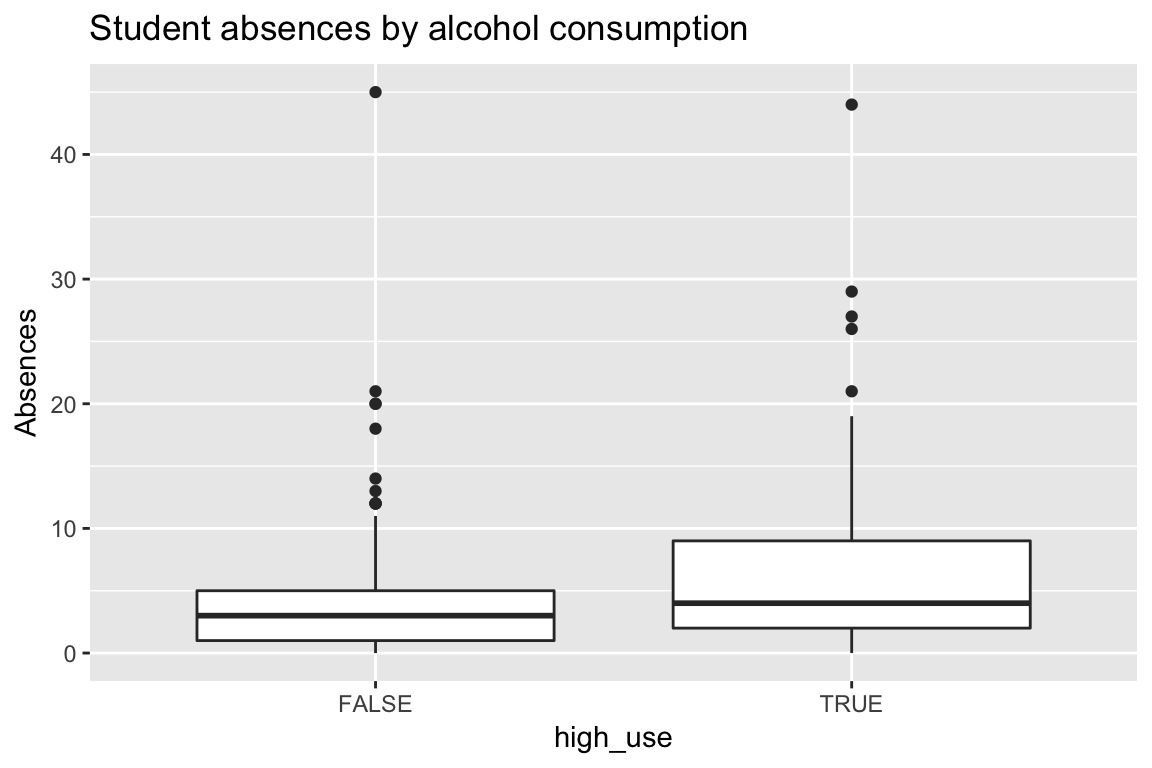 Student absences by alcohol consumption
Absences
40
30
20
10
0
FALSE
TRUE
high_use